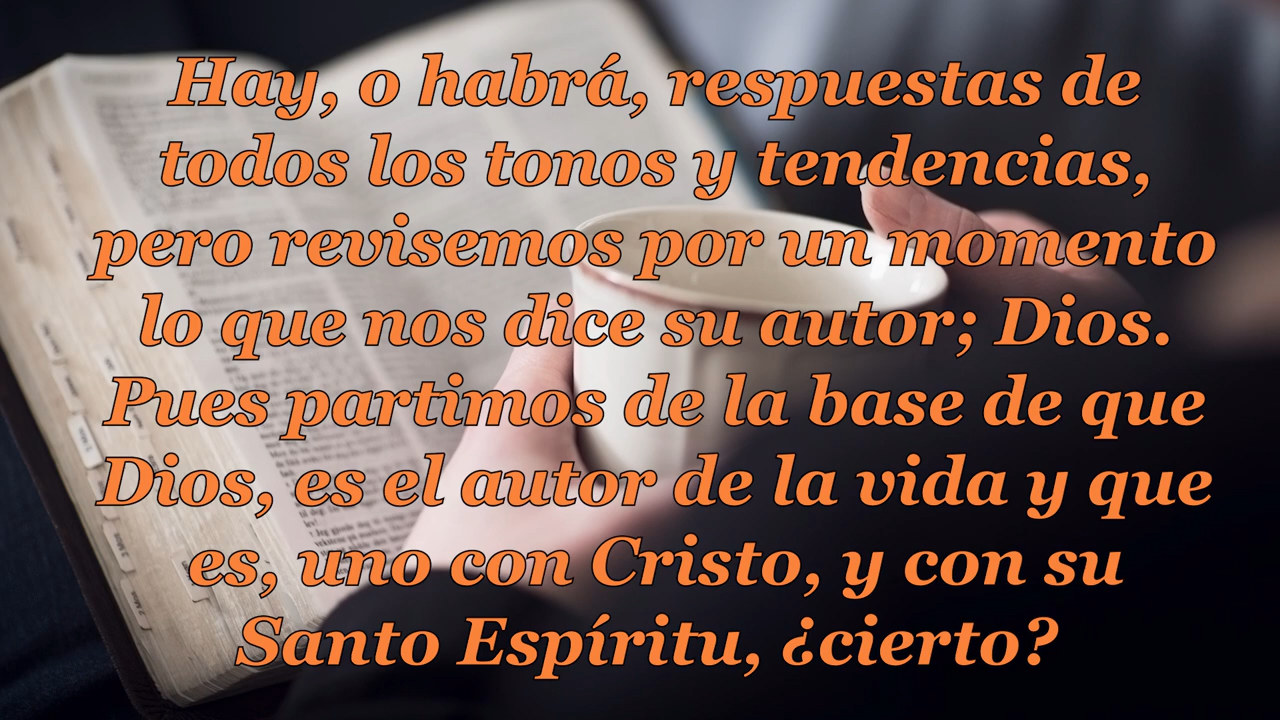 Hay, o habrá, respuestas de
todos los tonos y tendencias,
pero revisemos por un momento
lo que nos dice su autor; Dios.
Pues partimos de la base de que
Dios, es el autor de la vida y que
es, uno con Cristo, y con su
Santo Espíritu, ¿cierto?